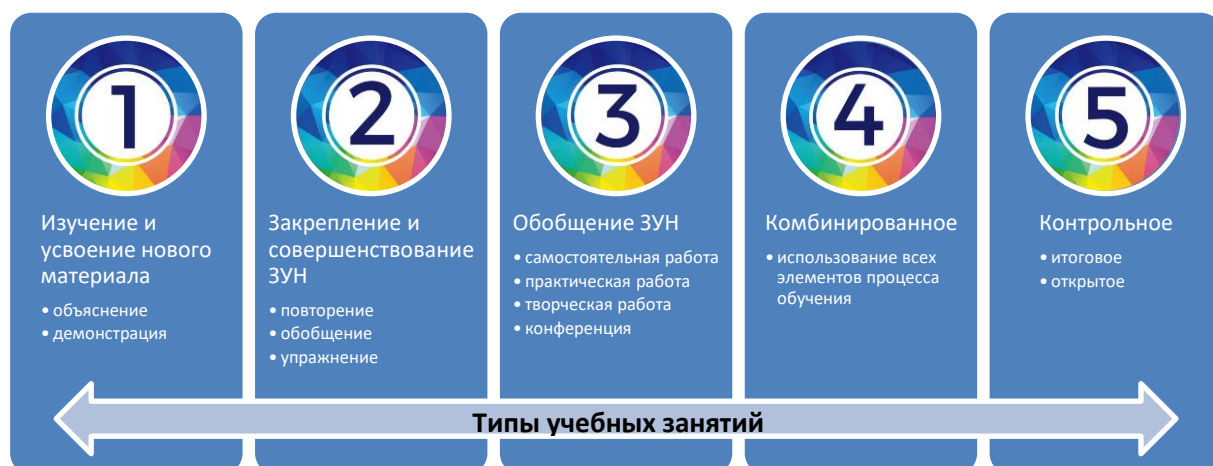 1
Изучение и
усвоение нового
материала
• объяснение
• демонстрация
2
Закрепление и
совершенствование
ЗУН
• повторение
• обобщение
• упражнение
3
Обобщение ЗУН
• самостоятельная работа
• практическая работа
• творческая работа
• конференция
4
Комбинированное
• использование всех
элементов процесса
обучения
5
Контрольное
• итоговое
• открытое
Типы учебных занятий